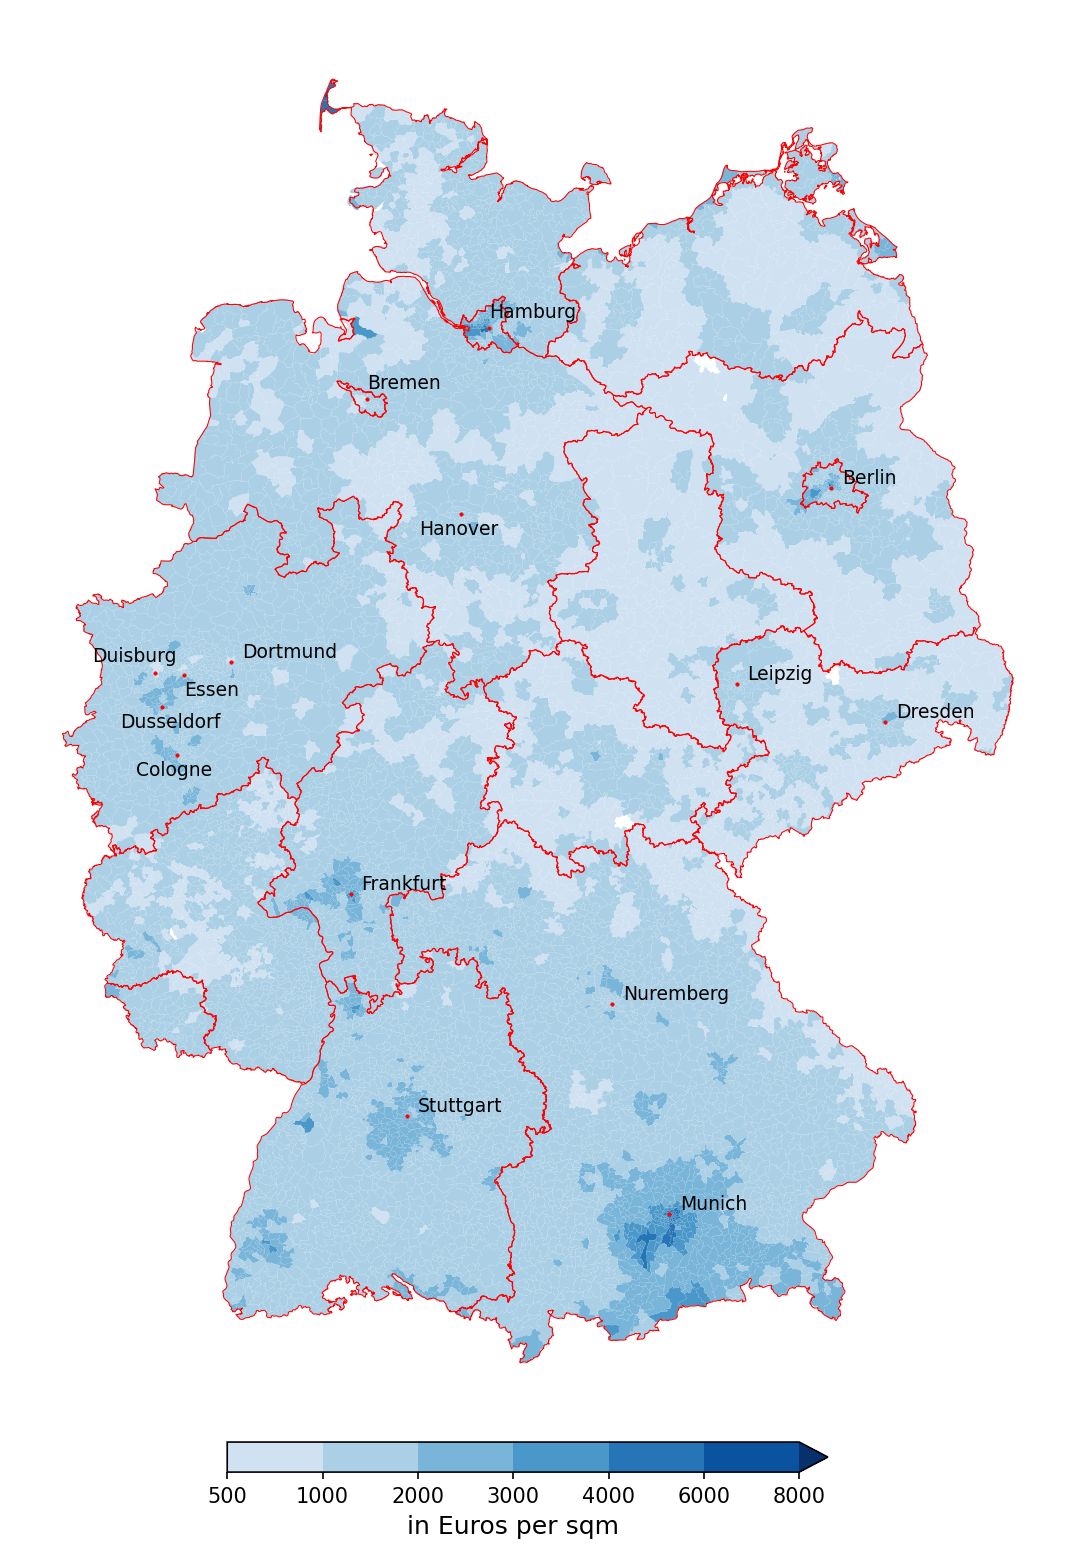 Hamburg
Bremen
Berlin
Hanover
Dortmund
Duisburg
Essen
Leipzig
Dusseldorf
Dresden
Cologne
Frankfurt
Nuremberg
Stuttgart
Munich
500 1000 2000 3000 4000 6000 8000
in Euros per sqm